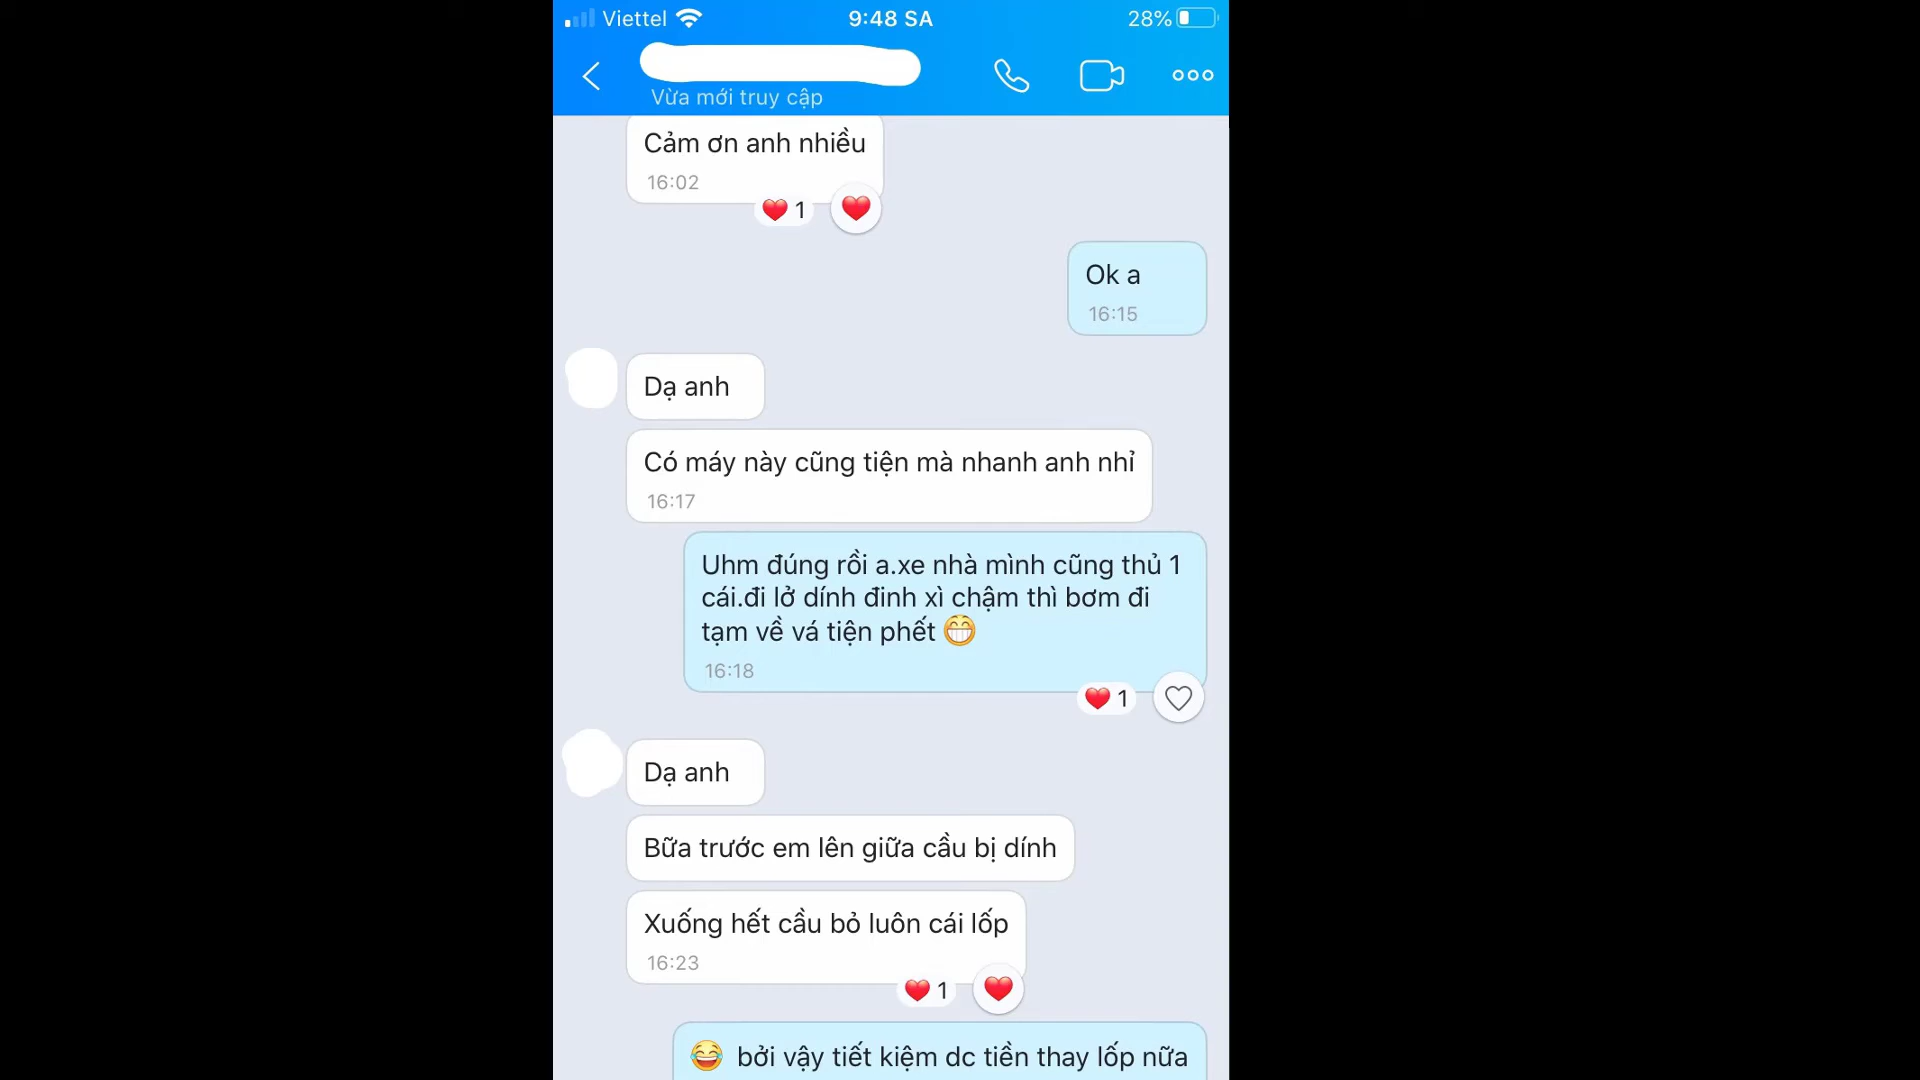 Viettel 9:48 SA 28%
Vừa mới truy cập
Cảm ơn anh nhiều
16:02
1
Ok a
16:15
Dạ anh
Có máy này cũng tiện mà nhanh anh nhỉ
16:17
Uhm đúng rồi a.xe nhà mình cũng thủ 1
cái.đi lở dính đinh xì chậm thì bơm đi
tạm về vá tiện phết 😁
16:18
1
Dạ anh
Bữa trước em lên giữa cầu bị dính
Xuống hết cầu bỏ luôn cái lốp
16:23
1
😂 bởi vậy tiết kiệm dc tiền thay lốp nữa